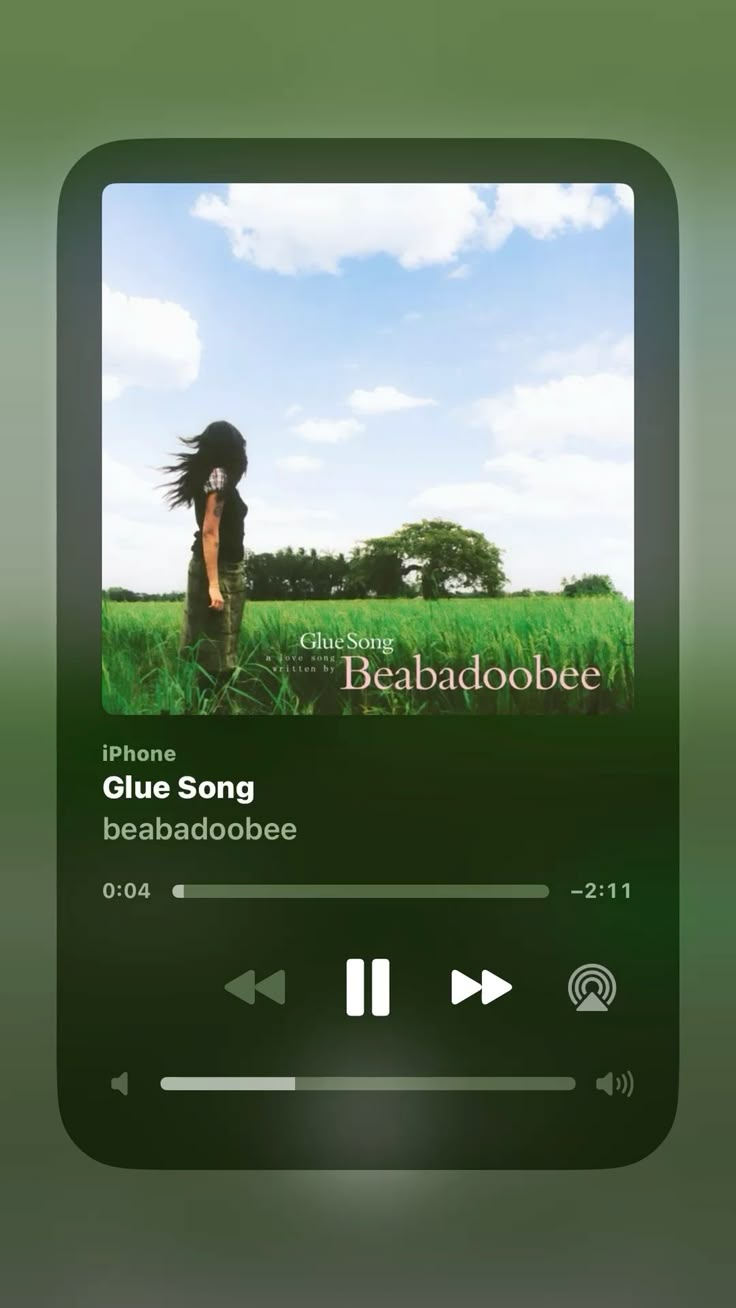 Glue Song
a love song
written by
Beabadoobee
iPhone
Glue Song
beabadoobee
0:04
−2:11